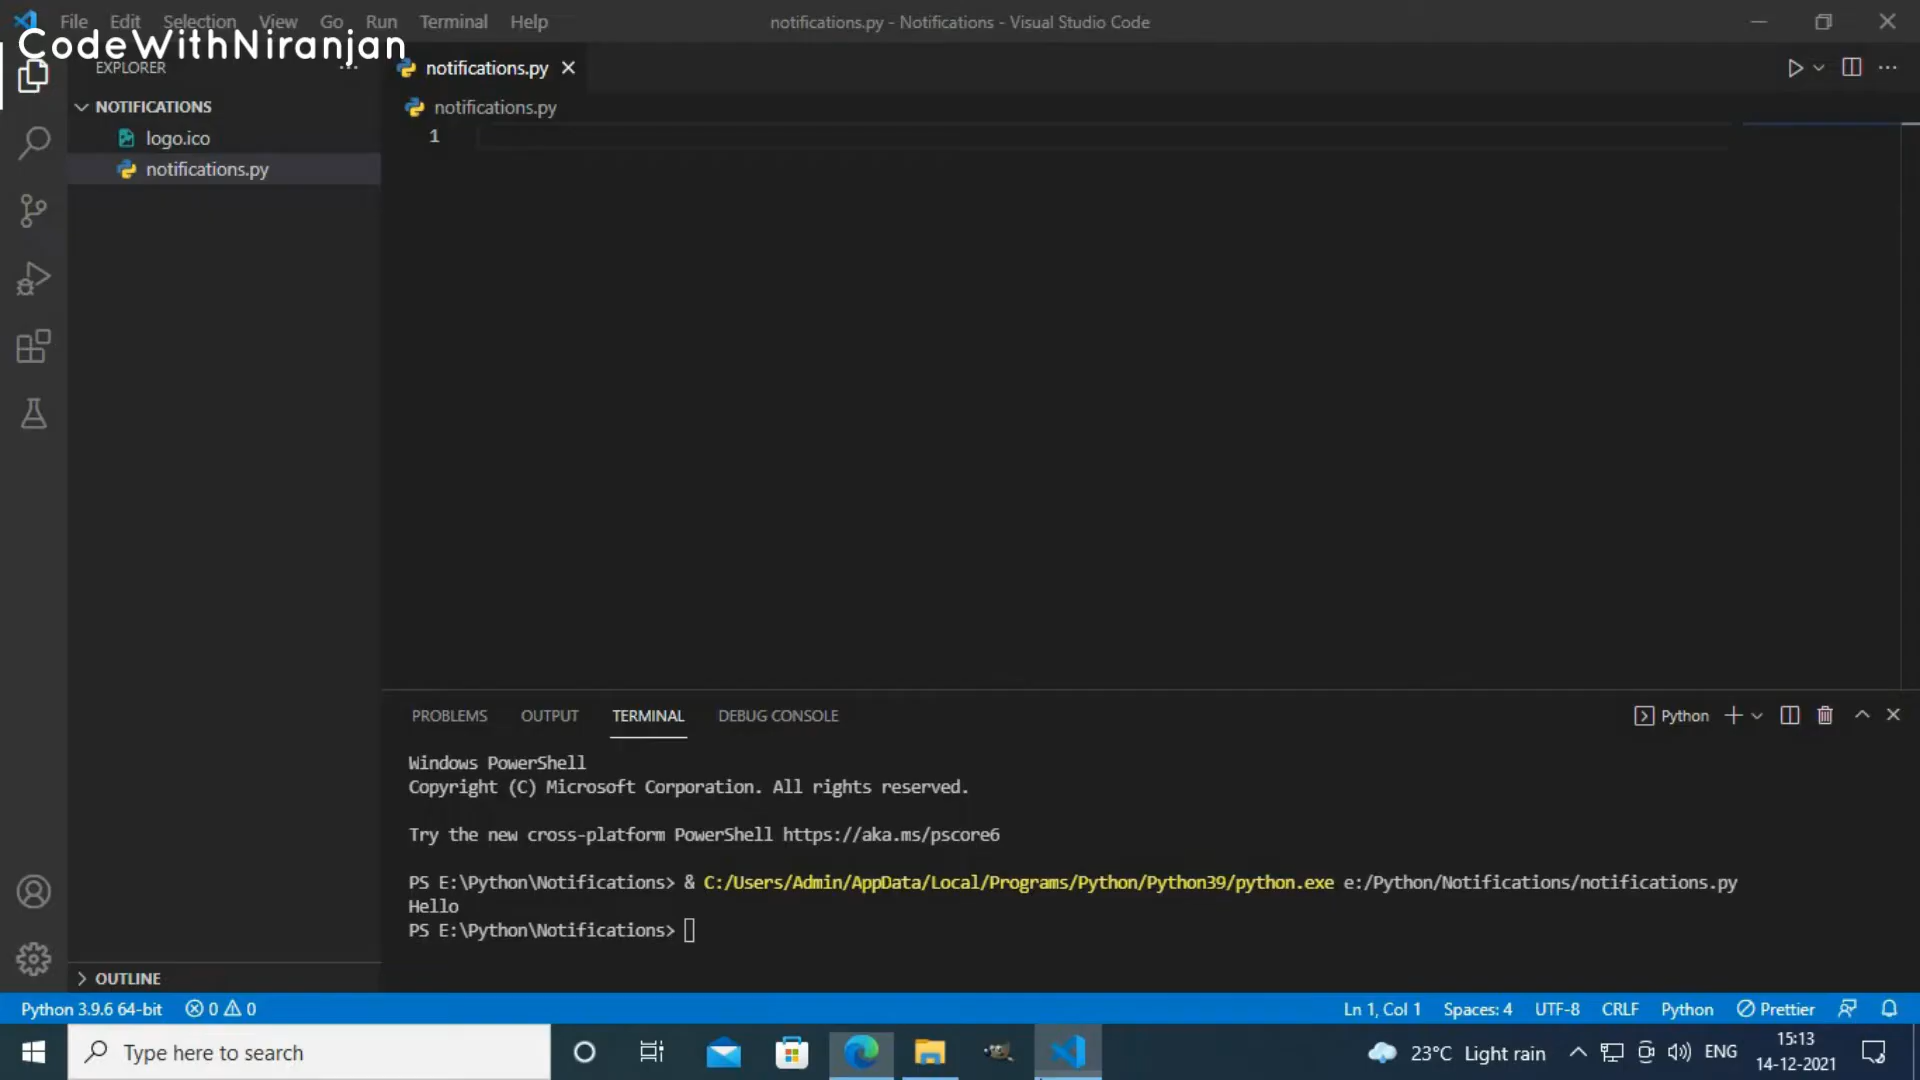 File Edit Selection View Go Run Terminal Help
notifications.py - Notifications - Visual Studio Code
CodeWithNiranjan
EXPLORER
notifications.py
NOTIFICATIONS
notifications.py
logo.ico
1
notifications.py
PROBLEMS OUTPUT TERMINAL DEBUG CONSOLE
Python
Windows PowerShell
Copyright (C) Microsoft Corporation. All rights reserved.
Try the new cross-platform PowerShell https://aka.ms/pscore6
PS E:\Python\Notifications> & C:/Users/Admin/AppData/Local/Programs/Python/Python39/python.exe e:/Python/Notifications/notifications.py
Hello
PS E:\Python\Notifications>
OUTLINE
Python 3.9.6 64-bit 0 0
Ln 1, Col 1 Spaces: 4 UTF-8 CRLF Python Prettier
Type here to search
23°C Light rain
ENG
15:13
14-12-2021